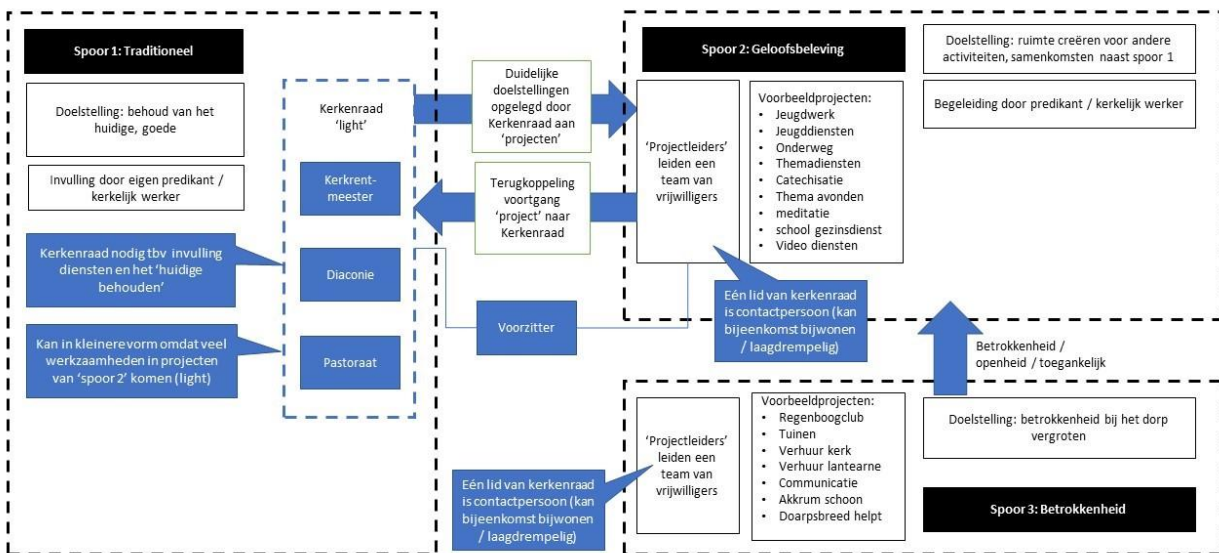 Spoor 1: Traditioneel
Doelstelling: behoud van het
huidige, goede
Invulling door eigen predikant /
kerkelijk werker
Kerkenraad nodig tbv invulling
diensten en het 'huidige
behouden'
Kan in kleinere vorm omdat veel
werkzaamheden in projecten
van 'spoor 2' komen (light)
Kerkenraad
'light'
Kerkrent-
meester
Diaconie
Pastoraat
Duidelijke
doelstellingen
opgelegd door
Kerkenraad aan
'projecten'
Terugkoppeling
voortgang
'project' naar
Kerkenraad
Voorzitter
Spoor 2: Geloofsbeleving
'Projectleiders'
leiden een
team van
vrijwilligers
Voorbeeldprojecten:
• Jeugdwerk
• Jeugddiensten
• Onderweg
• Themadiensten
• Catechisatie
• Thema avonden
• meditatie
• school gezinsdienst
• Video diensten
Doelstelling: ruimte creëren voor andere
activiteiten, samenkomsten naast spoor 1
Begeleiding door predikant / kerkelijk werker
Eén lid van kerkenraad
is contactpersoon (kan
bijeenkomst bijwonen
/ laagdrempelig)
Betrokkenheid /
openheid / toegankelijk
'Projectleiders'
leiden een
team van
vrijwilligers
Voorbeeldprojecten:
• Regenboogclub
• Tuinen
• Verhuur kerk
• Verhuur lantearne
• Communicatie
• Akkrum schoon
• Doarpsbreed helpt
Doelstelling: betrokkenheid bij het dorp
vergroten
Eén lid van kerkenraad
is contactpersoon (kan
bijeenkomst bijwonen
/ laagdrempelig)
Spoor 3: Betrokkenheid